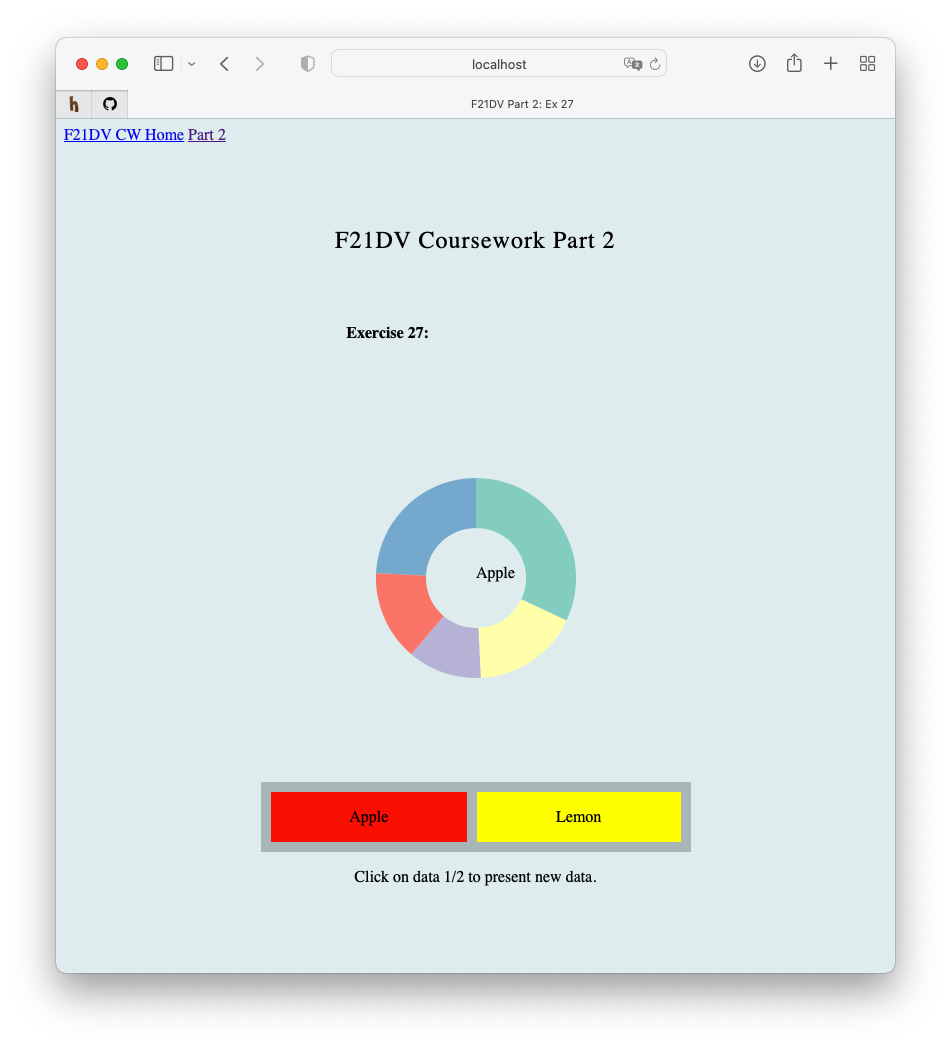 localhost
F21DV Part 2: Ex 27
F21DV CW Home Part 2
F21DV Coursework Part 2
Exercise 27:
Apple
Apple Lemon
Click on data 1/2 to present new data.